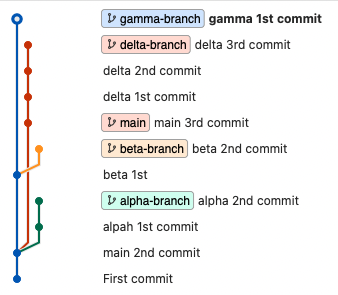 gamma-branch gamma 1st commit
delta-branch delta 3rd commit
delta 2nd commit
delta 1st commit
main main 3rd commit
beta-branch beta 2nd commit
beta 1st
alpha-branch alpha 2nd commit
alpah 1st commit
main 2nd commit
First commit